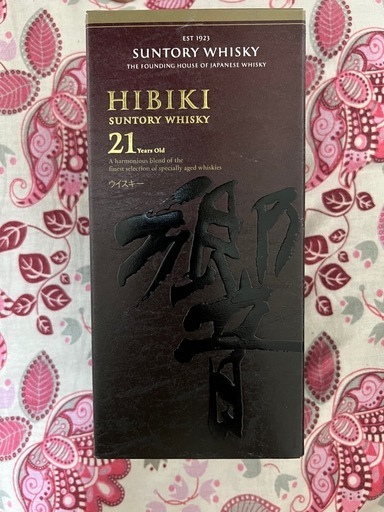 EST 1923
SUNTORY WHISKY
THE FOUNDING HOUSE OF JAPANESE WHISKY
HIBIKI
SUNTORY WHISKY
21 Years Old
A harmonious blend of the
finest selection of specially aged whiskies
ウイスキー
響